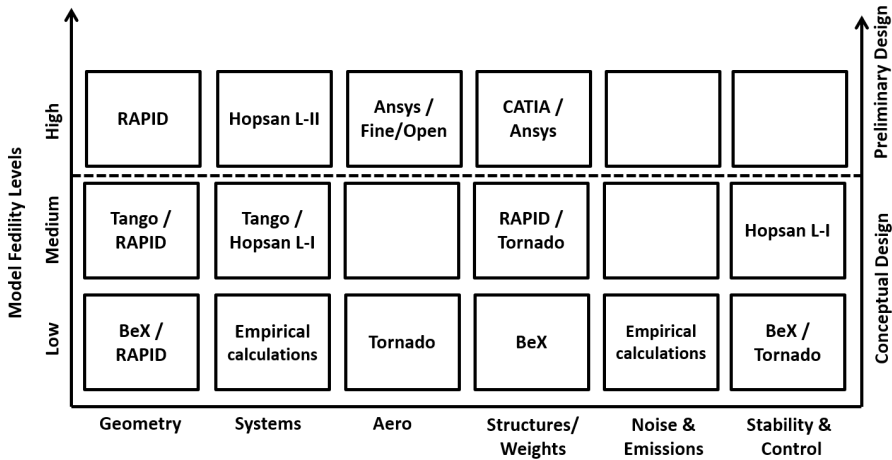 Model Fedility Levels
High
Medium
Low
Preliminary Design
Conceptual Design
RAPID
Hopsan L-II
Ansys /
Fine/Open
CATIA /
Ansys
Tango /
RAPID
Tango /
Hopsan L-I
RAPID /
Tornado
Hopsan L-I
BeX /
RAPID
Empirical
calculations
Tornado
BeX
Empirical
calculations
BeX /
Tornado
Geometry
Systems
Aero
Structures/
Weights
Noise &
Emissions
Stability &
Control